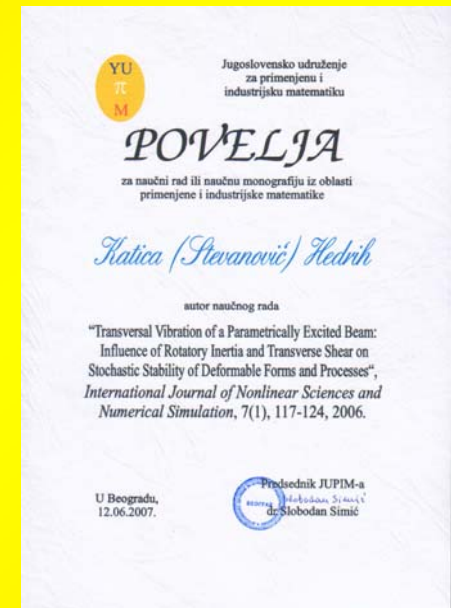 YU
π
M
Jugoslovensko udruženje
za primenjenu i
industrijsku matematiku
POVELJA
za naučni rad ili naučnu monografiju iz oblasti
primenjene i industrijske matematike
Katica (Stevanović) Hedrih
autor naučnog rada
“Transversal Vibration of a Parametrically Excited Beam:
Influence of Rotatory Inertia and Transverse Shear on
Stochastic Stability of Deformable Forms and Processes“,
International Journal of Nonlinear Sciences and
Numerical Simulation, 7(1), 117-124, 2006.
U Beogradu,
12.06.2007.
Predsednik JUPIM-a
Slobodan Simić
dr Slobodan Simić
BEOGRAD